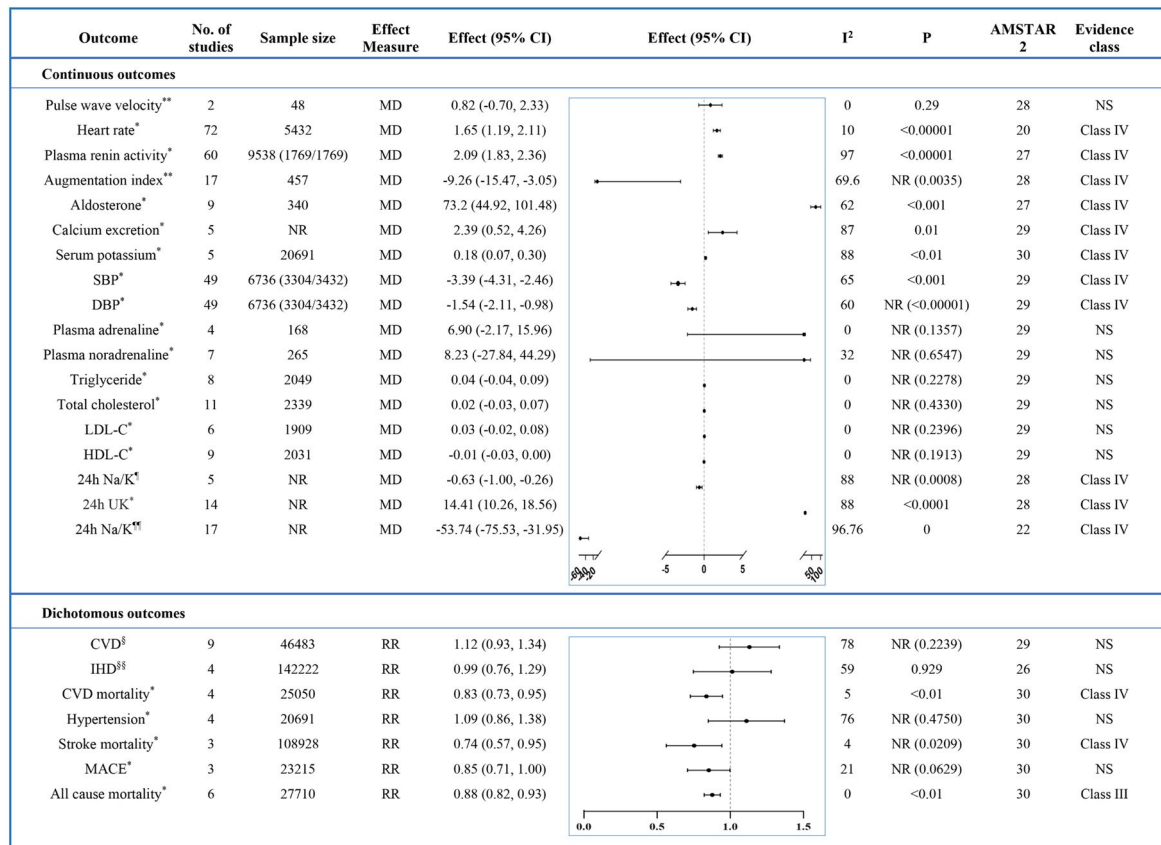 Outcome No. of studies Sample size Effect Measure Effect (95% CI) Effect (95% CI) I² P AMSTAR 2 Evidence class
Continuous outcomes
Pulse wave velocity** 2 48 MD 0.82 (-0.70, 2.33) 0 0.29 28 NS
Heart rate* 72 5432 MD 1.65 (1.19, 2.11) 10 <0.00001 20 Class IV
Plasma renin activity* 60 9538 (1769/1769) MD 2.09 (1.83, 2.36) 97 <0.00001 27 Class IV
Augmentation index** 17 457 MD -9.26 (-15.47, -3.05) 69.6 NR (0.0035) 28 Class IV
Aldosterone* 9 340 MD 73.2 (44.92, 101.48) 62 <0.001 27 Class IV
Calcium excretion* 5 NR MD 2.39 (0.52, 4.26) 87 0.01 29 Class IV
Serum potassium* 5 20691 MD 0.18 (0.07, 0.30) 88 <0.01 30 Class IV
SBP* 49 6736 (3304/3432) MD -3.39 (-4.31, -2.46) 65 <0.001 29 Class IV
DBP* 49 6736 (3304/3432) MD -1.54 (-2.11, -0.98) 60 NR (<0.00001) 29 Class IV
Plasma adrenaline* 4 168 MD 6.90 (-2.17, 15.96) 0 NR (0.1357) 29 NS
Plasma noradrenaline* 7 265 MD 8.23 (-27.84, 44.29) 32 NR (0.6547) 29 NS
Triglyceride* 8 2049 MD 0.04 (-0.04, 0.09) 0 NR (0.2278) 29 NS
Total cholesterol* 11 2339 MD 0.02 (-0.03, 0.07) 0 NR (0.4330) 29 NS
LDL-C* 6 1909 MD 0.03 (-0.02, 0.08) 0 NR (0.2396) 29 NS
HDL-C* 9 2031 MD -0.01 (-0.03, 0.00) 0 NR (0.1913) 29 NS
24h Na/K¶ 5 NR MD -0.63 (-1.00, -0.26) 88 NR (0.0008) 28 Class IV
24h UK* 14 NR MD 14.41 (10.26, 18.56) 88 <0.0001 28 Class IV
24h Na/K¶¶ 17 NR MD -53.74 (-75.53, -31.95) 96.76 0 22 Class IV
-60 -40 -20 -5 0 5 50 100
Dichotomous outcomes
CVD§ 9 46483 RR 1.12 (0.93, 1.34) 78 NR (0.2239) 29 NS
IHD§§ 4 142222 RR 0.99 (0.76, 1.29) 59 0.929 26 NS
CVD mortality* 4 25050 RR 0.83 (0.73, 0.95) 5 <0.01 30 Class IV
Hypertension* 4 20691 RR 1.09 (0.86, 1.38) 76 NR (0.4750) 30 NS
Stroke mortality* 3 108928 RR 0.74 (0.57, 0.95) 4 NR (0.0209) 30 Class IV
MACE* 3 23215 RR 0.85 (0.71, 1.00) 21 NR (0.0629) 30 NS
All cause mortality* 6 27710 RR 0.88 (0.82, 0.93) 0 <0.01 30 Class III
0.0 0.5 1.0 1.5